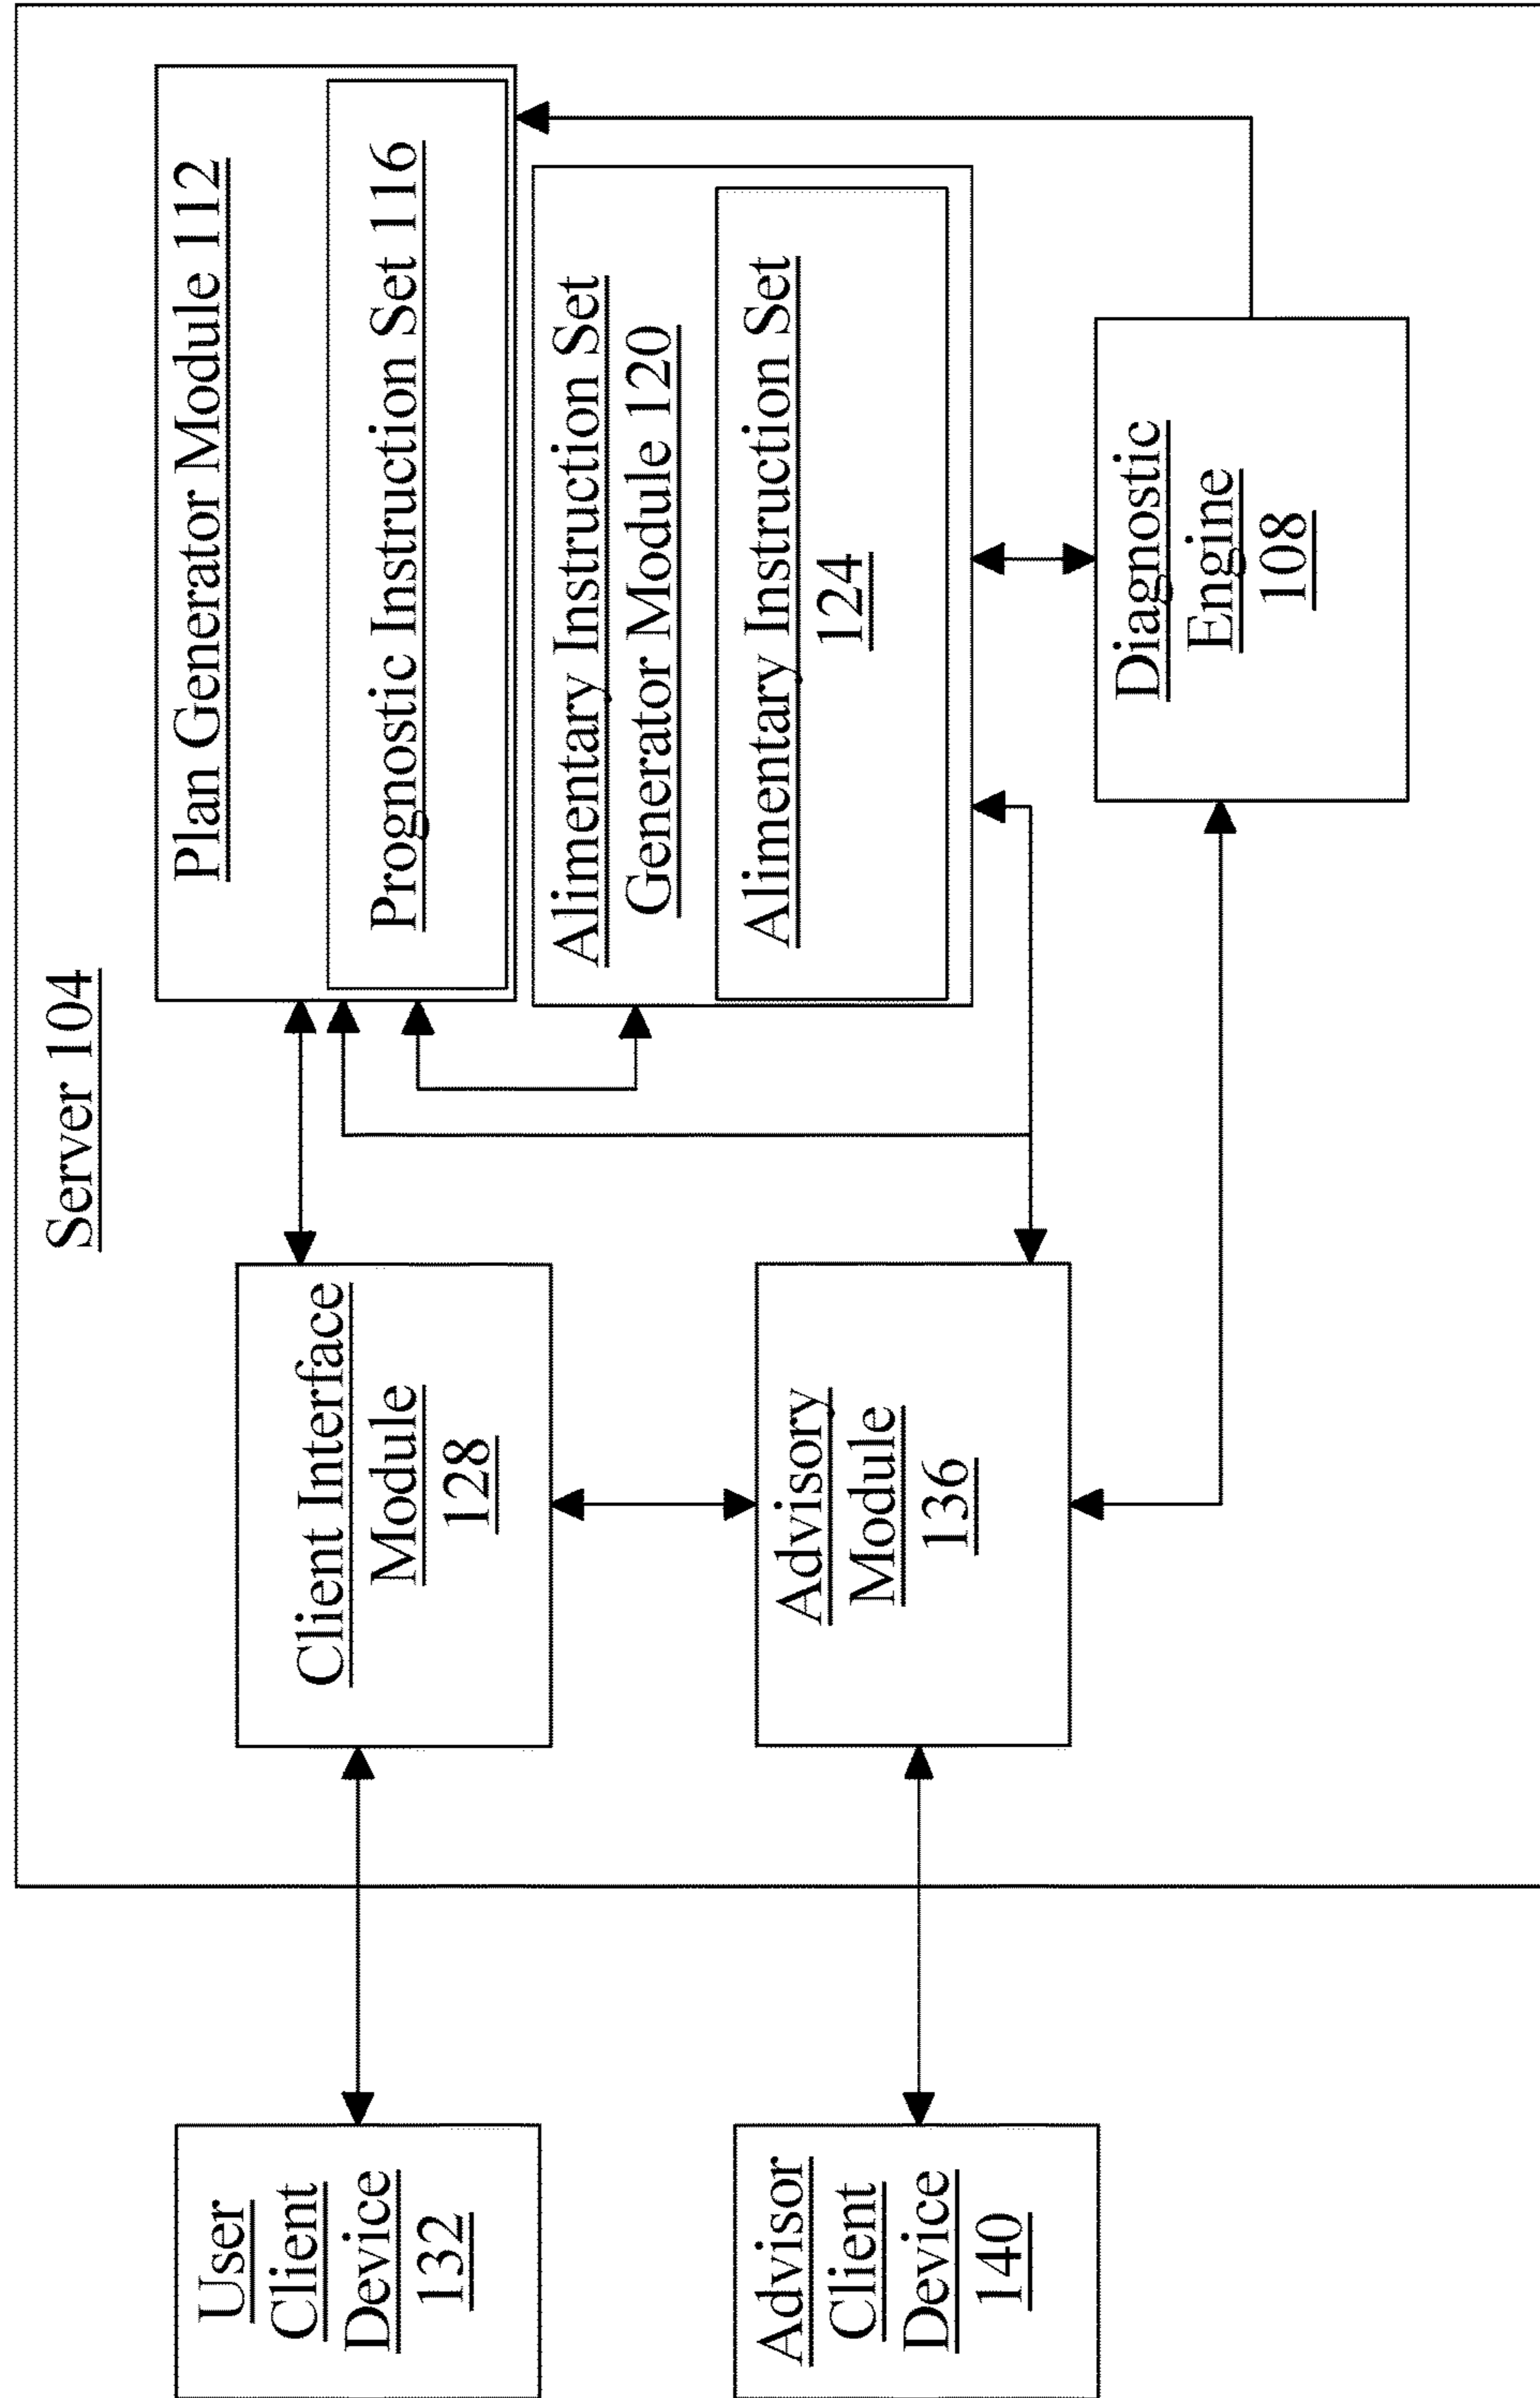 Server 104
User
Client
Device
132
Client Interface
Module
128
Plan Generator Module 112
Prognostic Instruction Set 116
Alimentary Instruction Set
Generator Module 120
Alimentary Instruction Set
124
Advisor
Client
Device
140
Advisory
Module
136
Diagnostic
Engine
108